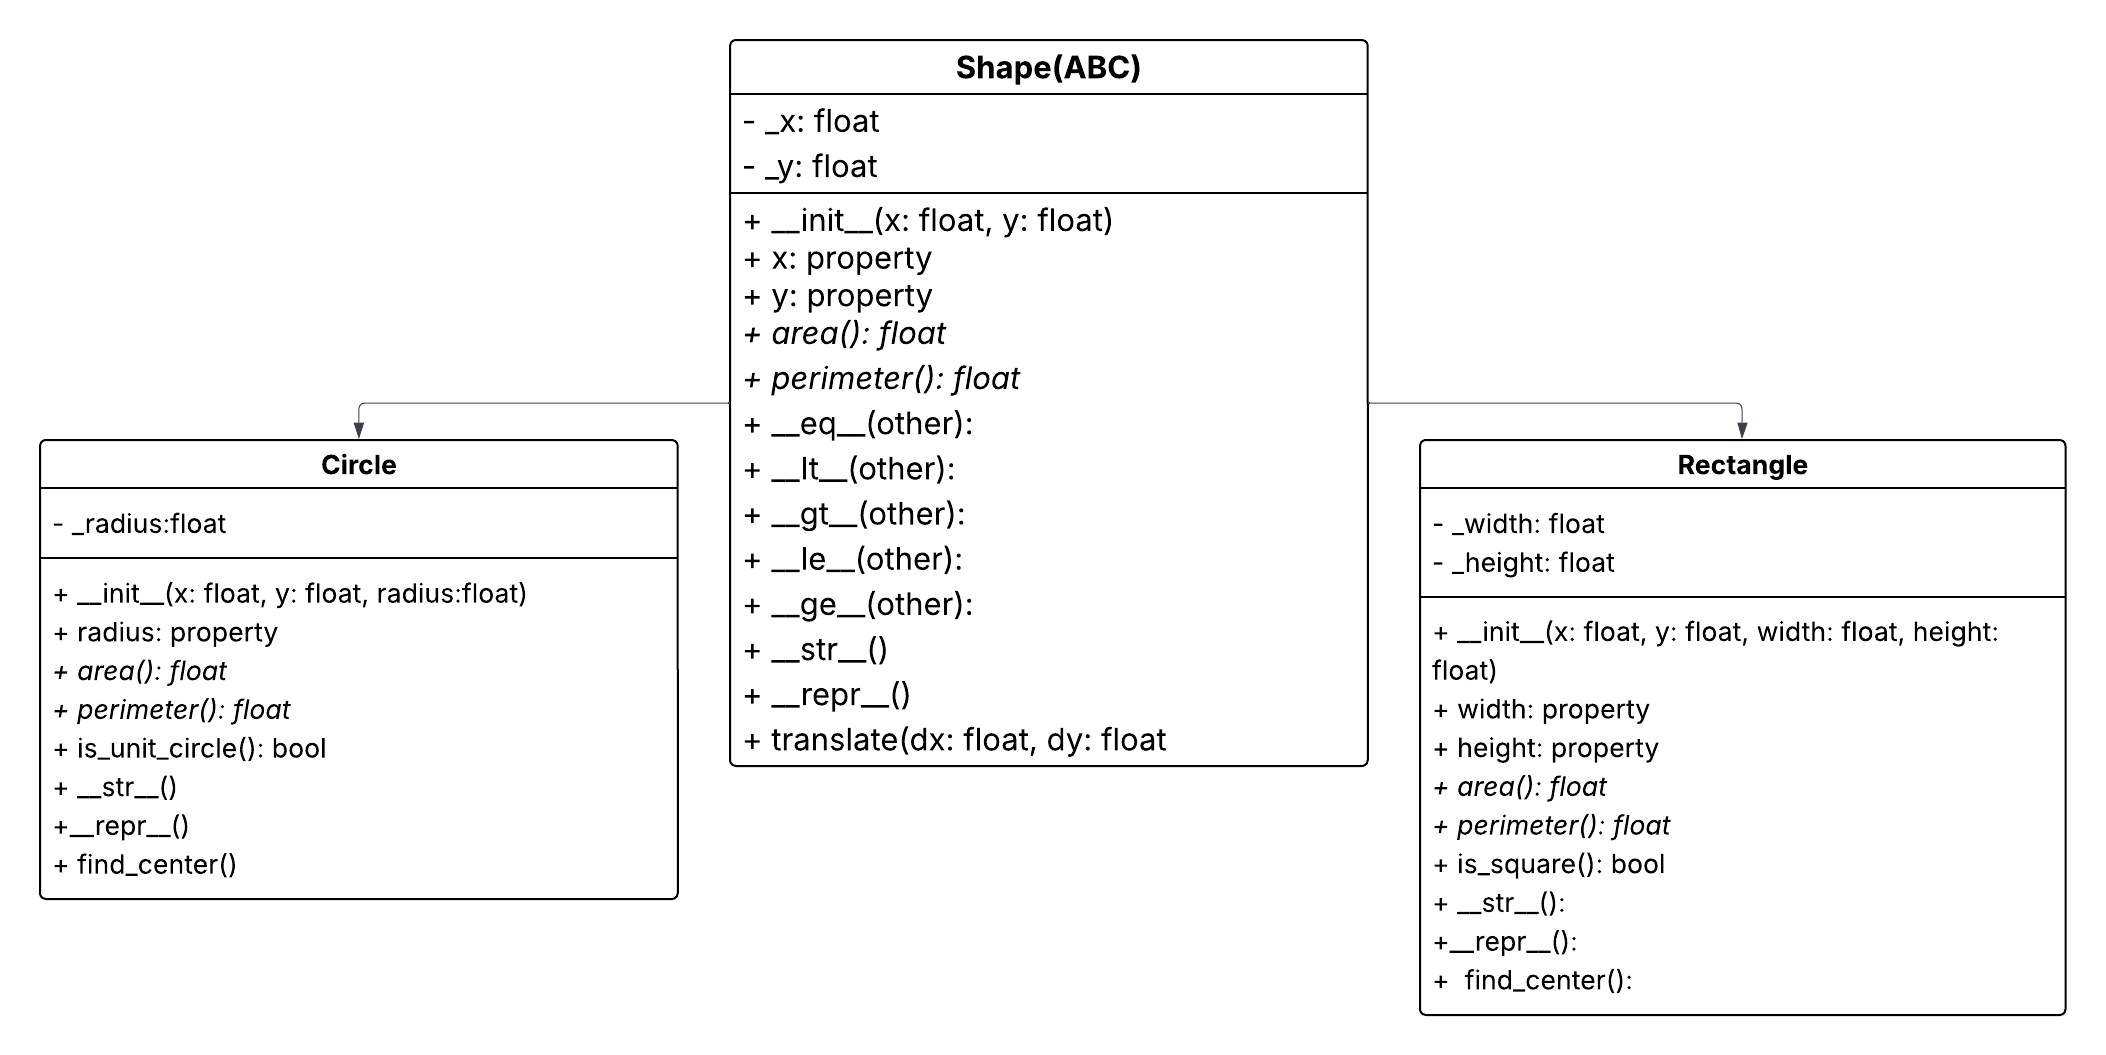 Shape(ABC)
- _x: float
- _y: float
+ __init__(x: float, y: float)
+ x: property
+ y: property
+ area(): float
+ perimeter(): float
+ __eq__(other):
+ __lt__(other):
+ __gt__(other):
+ __le__(other):
+ __ge__(other):
+ __str__()
+ __repr__()
+ translate(dx: float, dy: float
Circle
- _radius:float
+ __init__(x: float, y: float, radius:float)
+ radius: property
+ area(): float
+ perimeter(): float
+ is_unit_circle(): bool
+ __str__()
+__repr__()
+ find_center()
Rectangle
- _width: float
- _height: float
+ __init__(x: float, y: float, width: float, height:
float)
+ width: property
+ height: property
+ area(): float
+ perimeter(): float
+ is_square(): bool
+ __str__():
+__repr__():
+  find_center():